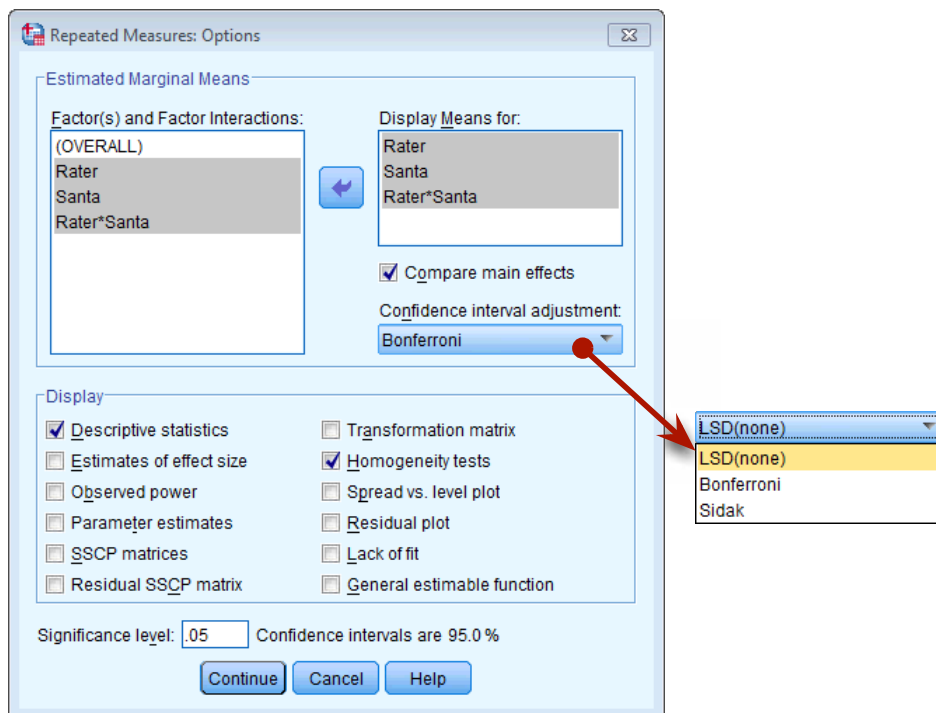 Repeated Measures: Options
Estimated Marginal Means
Factor(s) and Factor Interactions:
(OVERALL)
Rater
Santa
Rater*Santa
Display Means for:
Rater
Santa
Rater*Santa
Compare main effects
Confidence interval adjustment:
Bonferroni
LSD(none)
LSD(none)
Bonferroni
Sidak
Display
Descriptive statistics
Transformation matrix
Estimates of effect size
Homogeneity tests
Observed power
Spread vs. level plot
Parameter estimates
Residual plot
SSCP matrices
Lack of fit
Residual SSCP matrix
General estimable function
Significance level: .05 Confidence intervals are 95.0 %
Continue Cancel Help